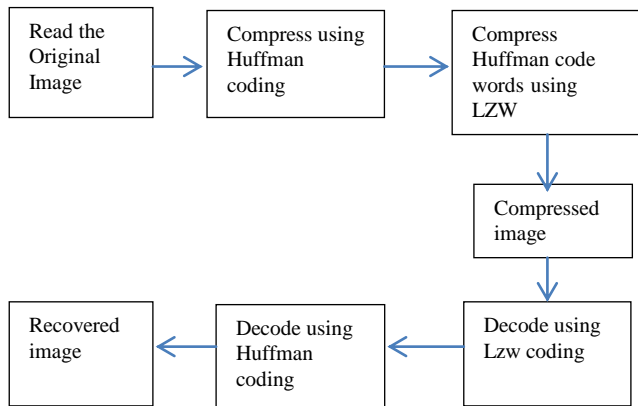 Read the
Original
Image
Compress using
Huffman
coding
Compress
Huffman code
words using
LZW
Compressed
image
Decode using
Lzw coding
Decode using
Huffman
coding
Recovered
image